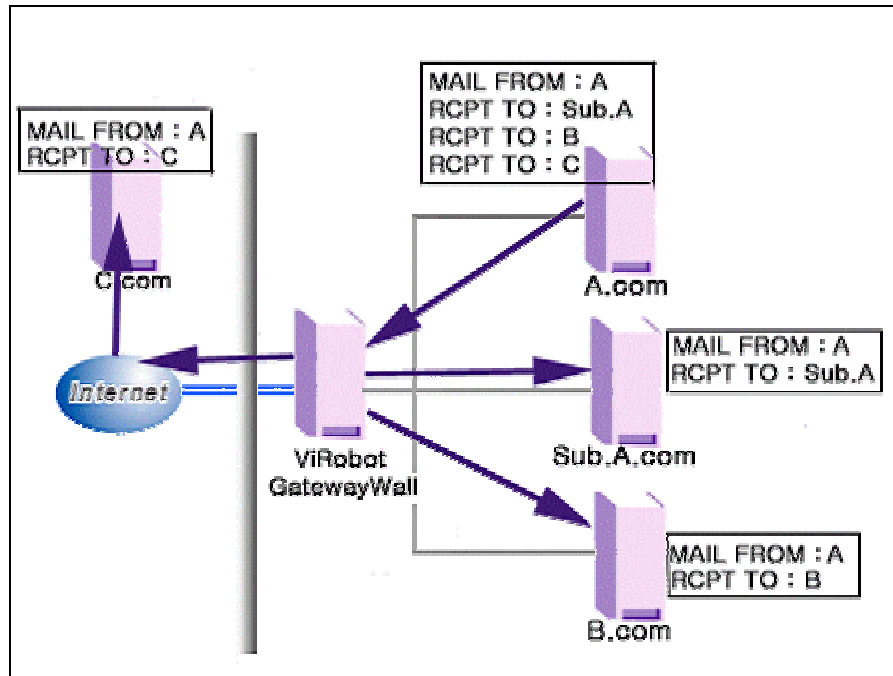 MAIL FROM : A
RCPT TO : Sub.A
RCPT TO : B
RCPT TO : C
MAIL FROM : A
RCPT TO : C
C.com
A.com
MAIL FROM : A
RCPT TO : Sub.A
Internet
ViRobot
GatewayWall
Sub.A.com
MAIL FROM : A
RCPT TO : B
B.com